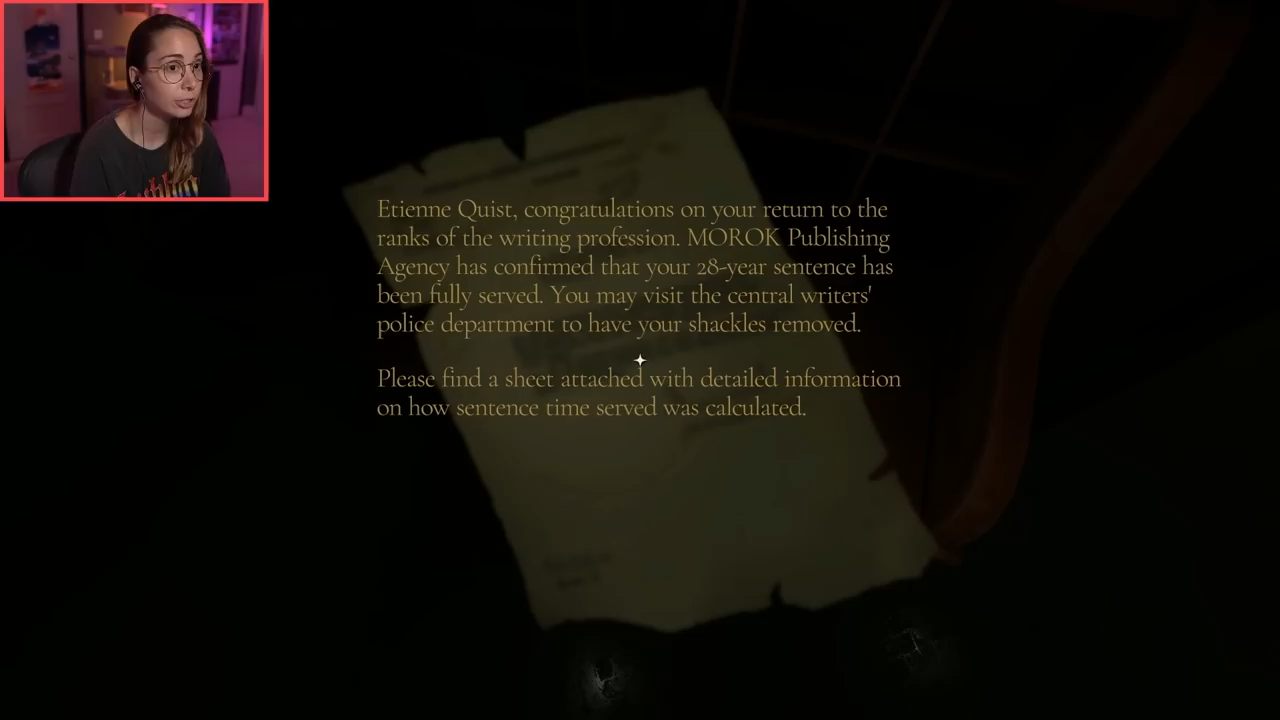 Etienne Quist, congratulations on your return to the
ranks of the writing profession. MOROK Publishing
Agency has confirmed that your 28-year sentence has
been fully served. You may visit the central writers'
police department to have your shackles removed.
Please find a sheet attached with detailed information
on how sentence time served was calculated.